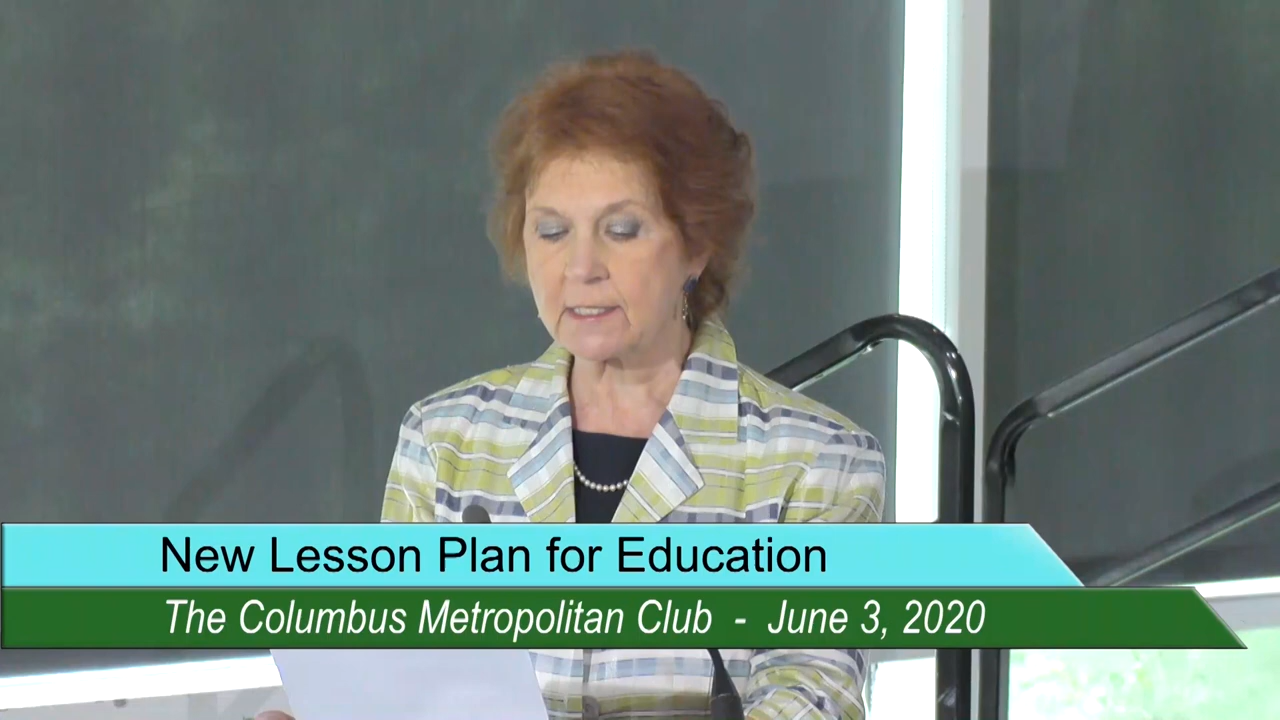 New Lesson Plan for Education
The Columbus Metropolitan Club - June 3, 2020